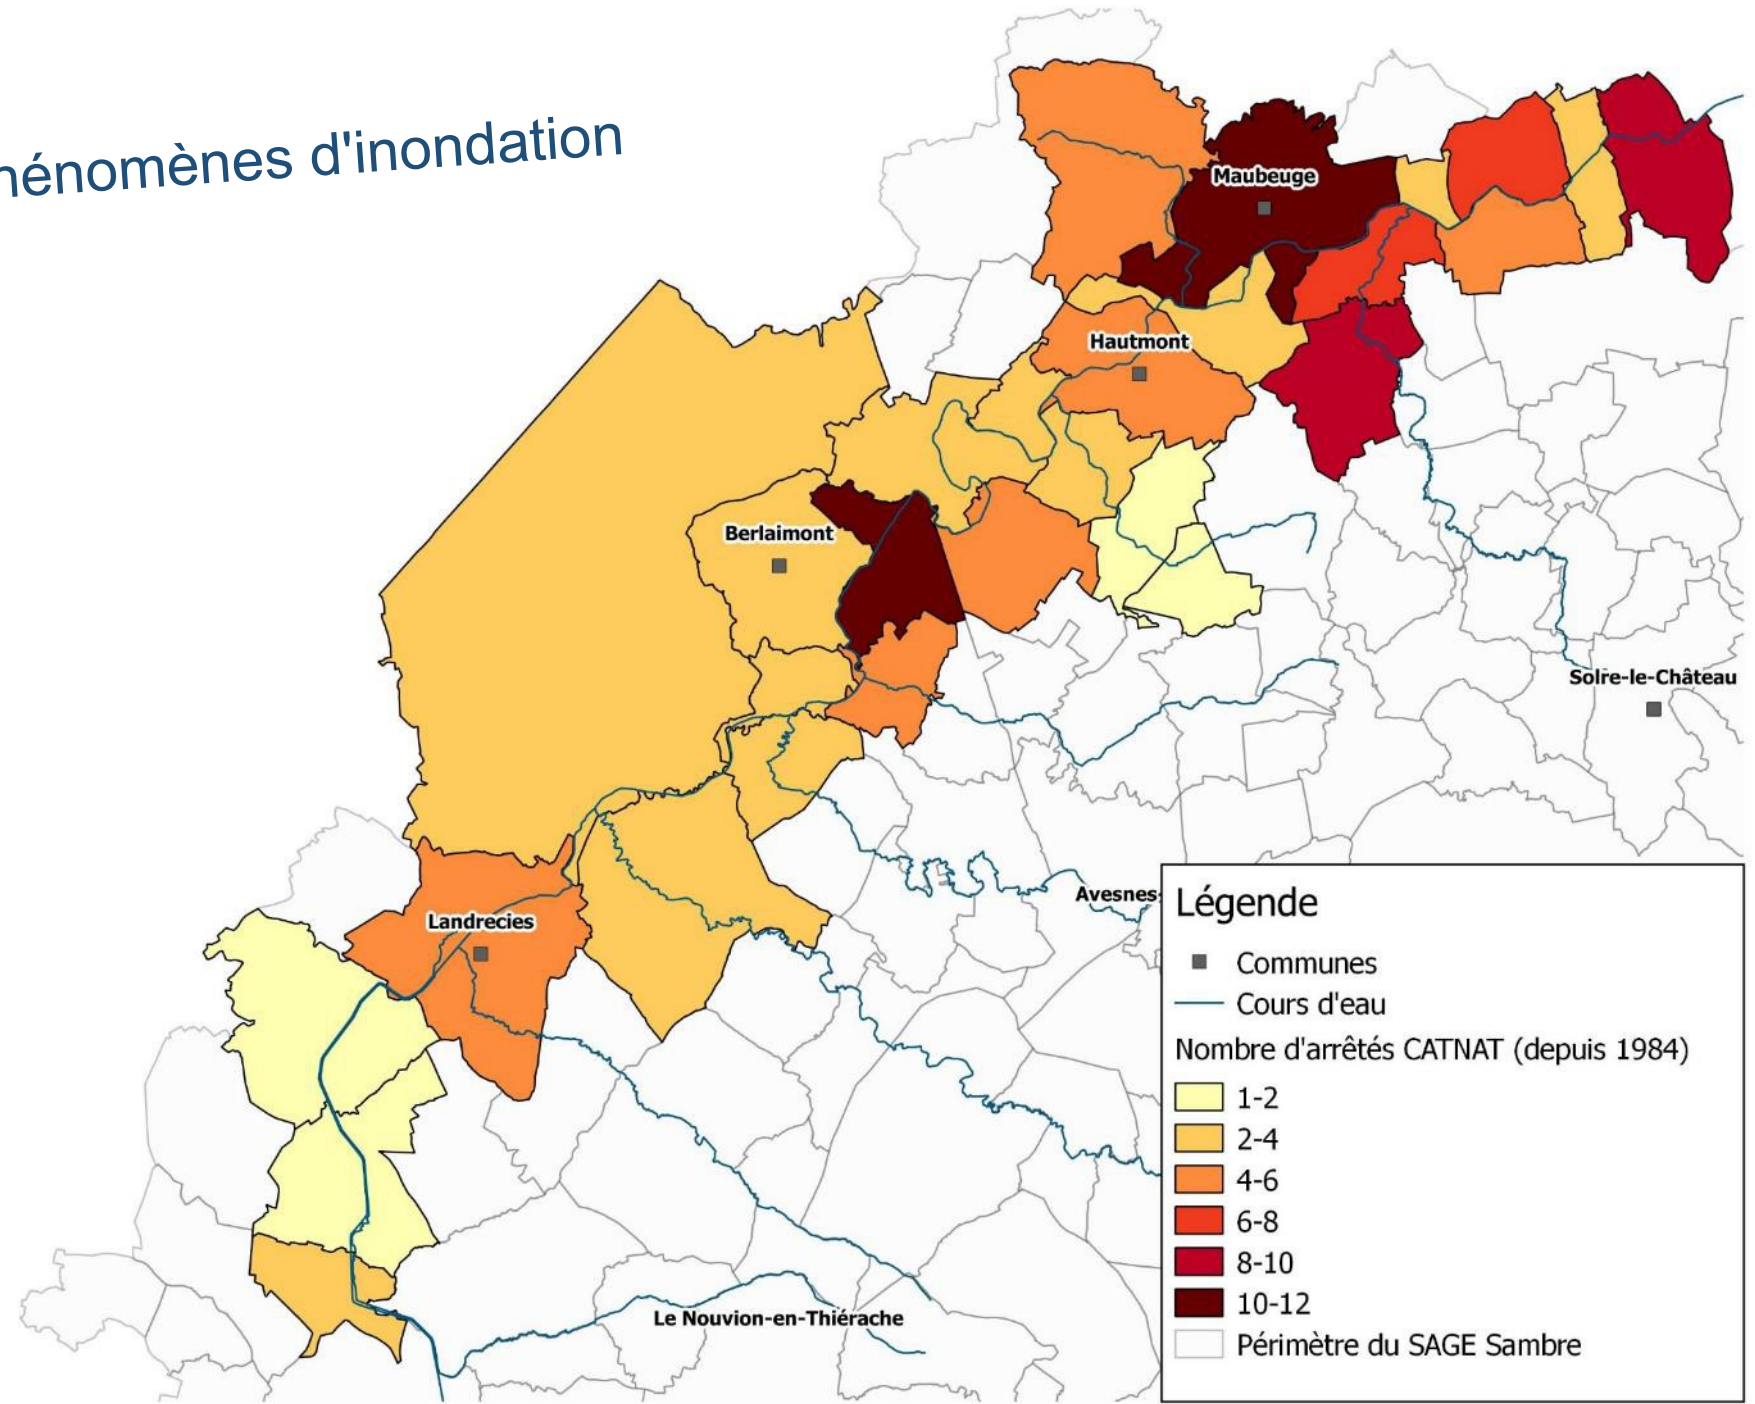 d'inondation
Maubeuge
Hautmont
Berlaimont
Solre-le-Château
Avesnes-
Landrecies
Le Nouvion-en-Thiérache
Légende
Communes
Cours d'eau
Nombre d'arrêtés CATNAT (depuis 1984)
1-2
2-4
4-6
6-8
8-10
10-12
Périmètre du SAGE Sambre